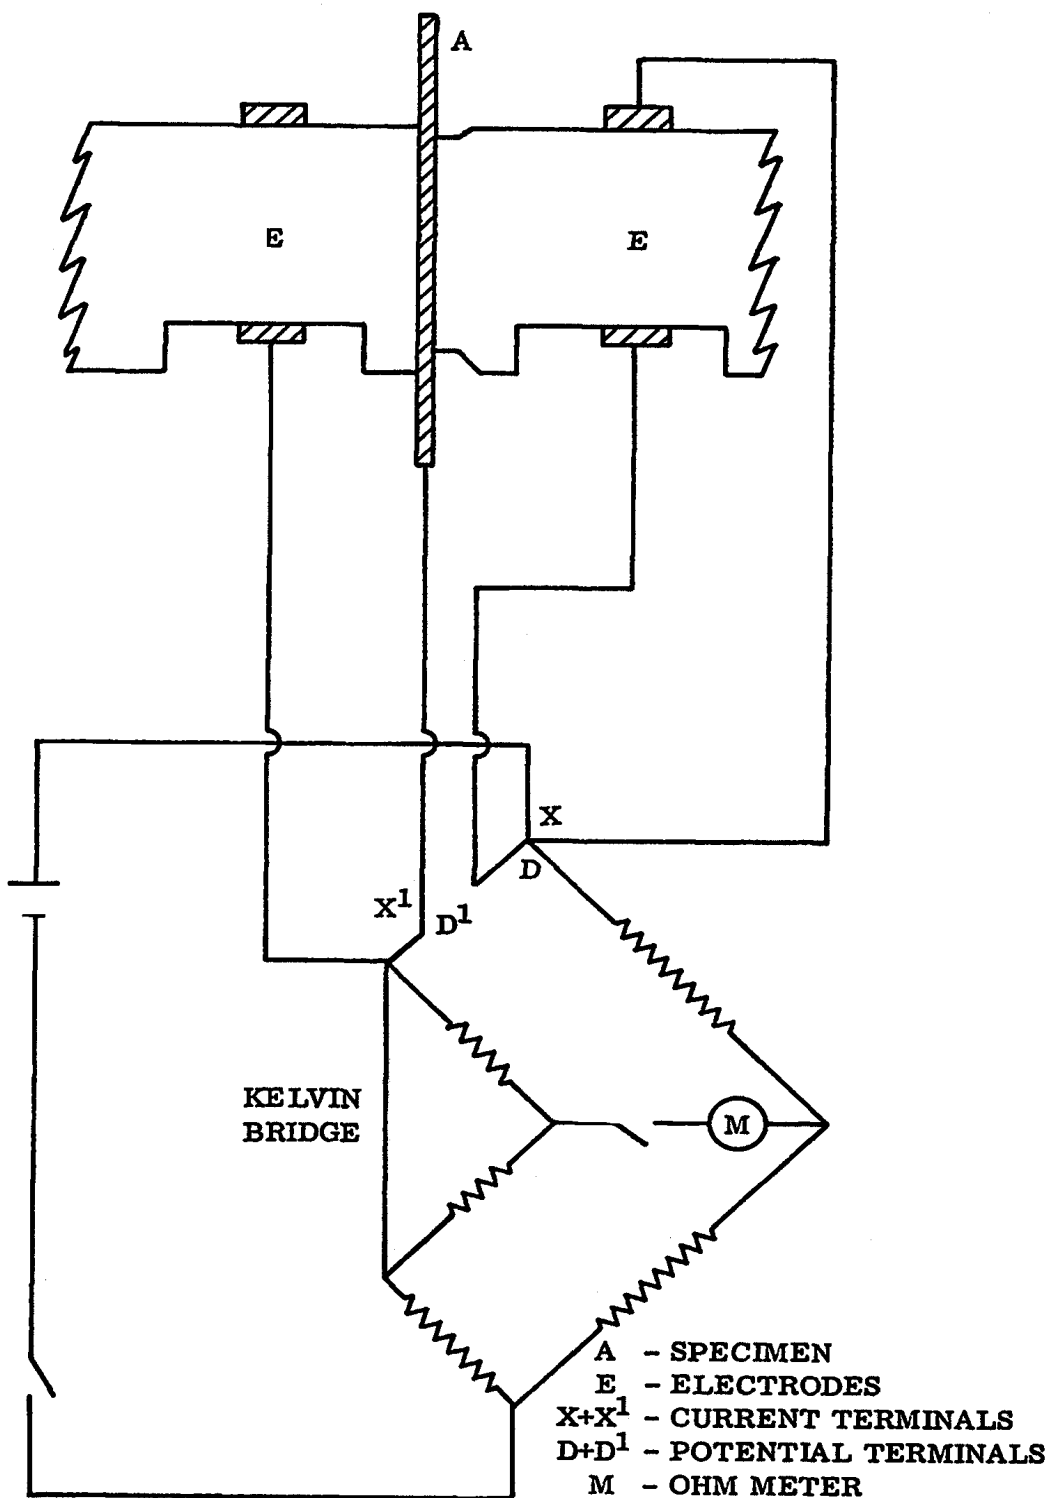 A
E E
X
D
X¹
D¹
KELVIN
BRIDGE
M
A - SPECIMEN
E - ELECTRODES
X+X¹ - CURRENT TERMINALS
D+D¹ - POTENTIAL TERMINALS
M - OHM METER